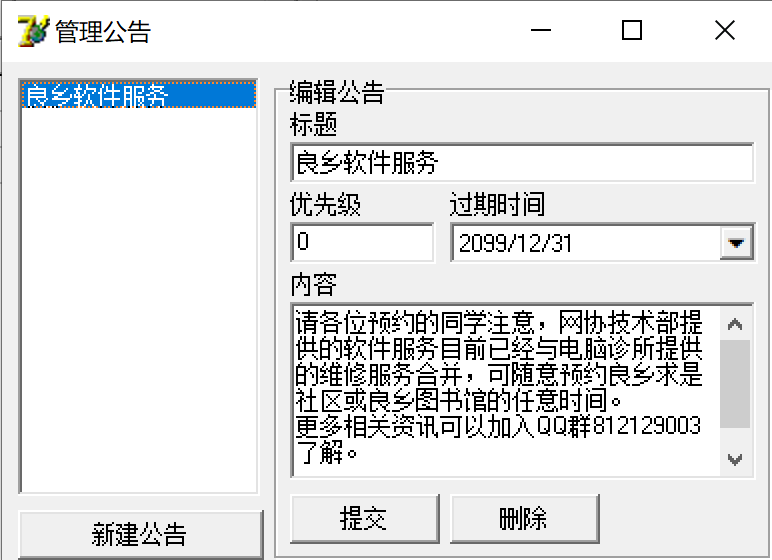 管理公告
良乡软件服务
新建公告
编辑公告
标题
良乡软件服务
优先级
过期时间
0
2099/12/31
内容
请各位预约的同学注意，网协技术部提
供的软件服务目前已经与电脑诊所提供
的维修服务合并，可随意预约良乡求是
社区或良乡图书馆的任意时间。
更多相关资讯可以加入QQ群812129003
了解。
提交
删除